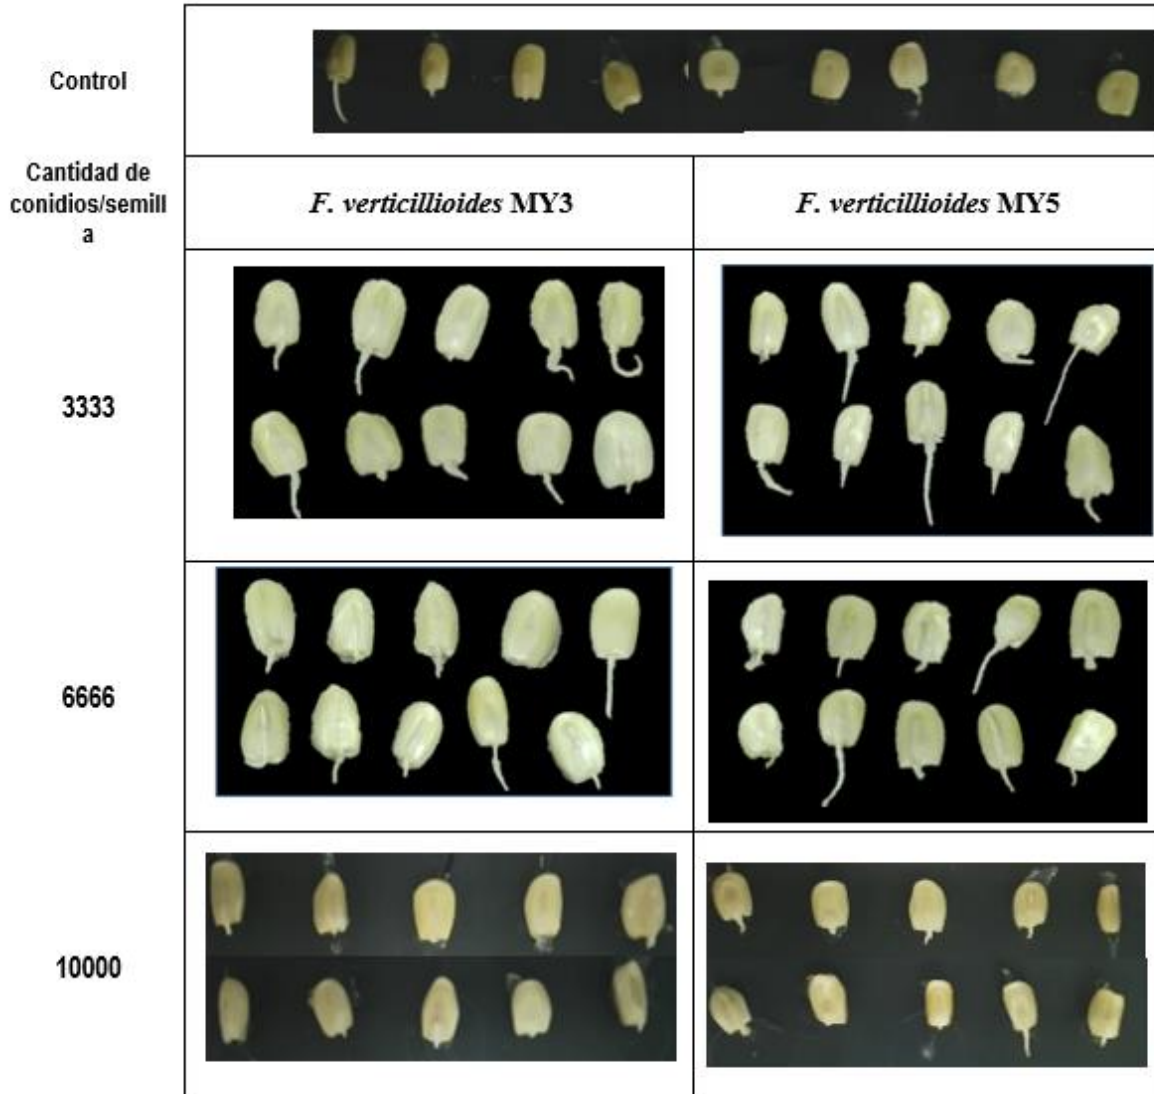 Control
Cantidad de
conidios/semill
a
F. verticillioides MY3
F. verticillioides MY5
3333
6666
10000